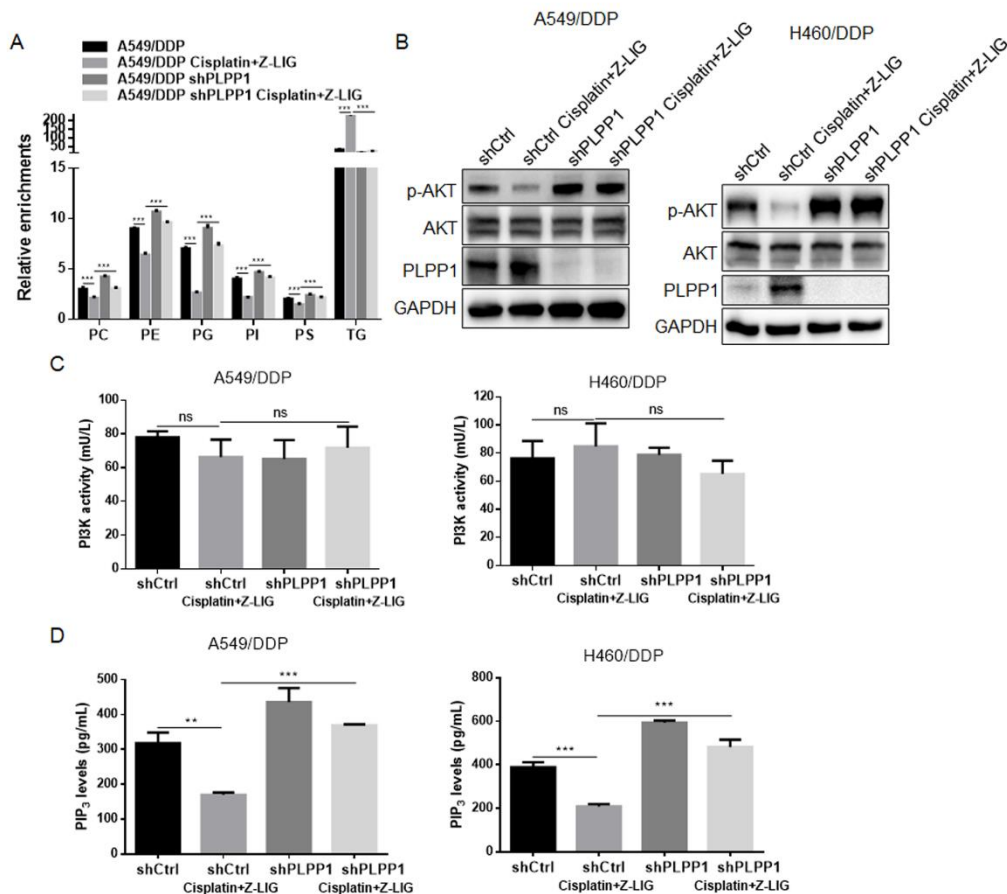 A
A549/DDP
A549/DDP Cisplatin+Z-LIG
A549/DDP shPLPP1
A549/DDP shPLPP1 Cisplatin+Z-LIG
Relative enrichments
200
150
100
50
15
10
5
0
*** ***
*** ***
*** ***
*** ***
*** ***
*** ***
PC PE PG PI PS TG
B
A549/DDP
shCtrl
shCtrl Cisplatin+Z-LIG
shPLPP1
shPLPP1 Cisplatin+Z-LIG
p-AKT
AKT
PLPP1
GAPDH
H460/DDP
shCtrl
shCtrl Cisplatin+Z-LIG
shPLPP1
shPLPP1 Cisplatin+Z-LIG
p-AKT
AKT
PLPP1
GAPDH
C
A549/DDP
PI3K activity (mU/L)
100
80
60
40
20
0
ns ns
shCtrl shCtrl shPLPP1 shPLPP1
Cisplatin+Z-LIG Cisplatin+Z-LIG
H460/DDP
PI3K activity (mU/L)
120
100
80
60
40
20
0
ns ns
shCtrl shCtrl shPLPP1 shPLPP1
Cisplatin+Z-LIG Cisplatin+Z-LIG
D
A549/DDP
PIP3 levels (pg/mL)
500
400
300
200
100
0
** ***
shCtrl shCtrl shPLPP1 shPLPP1
Cisplatin+Z-LIG Cisplatin+Z-LIG
H460/DDP
PIP3 levels (pg/mL)
800
600
400
200
0
*** ***
shCtrl shCtrl shPLPP1 shPLPP1
Cisplatin+Z-LIG Cisplatin+Z-LIG